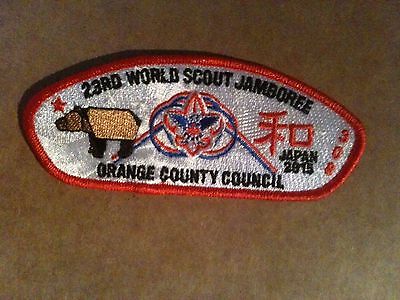 23RD WORLD SCOUT JAMBOREE
和
JAPAN
2015
ORANGE COUNTY COUNCIL